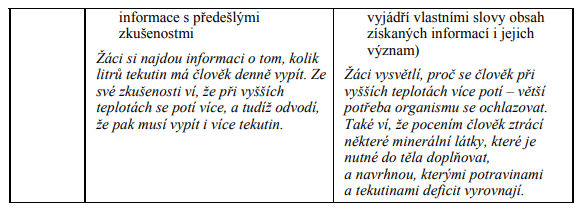 informace s předešlými
zkušenostmi
Žáci si najdou informaci o tom, kolik
litrů tekutin má člověk denně vypít. Ze
své zkušenosti ví, že při vyšších
teplotách se potí více, a tudíž odvodí,
že pak musí vypít i více tekutin.
vyjádří vlastními slovy obsah
získaných informací i jejich
význam)
Žáci vysvětlí, proč se člověk při
vyšších teplotách více potí – větší
potřeba organismu se ochlazovat.
Také ví, že pocením člověk ztrácí
některé minerální látky, které je
nutné do těla doplňovat,
a navrhnou, kterými potravinami
a tekutinami deficit vyrovnají.